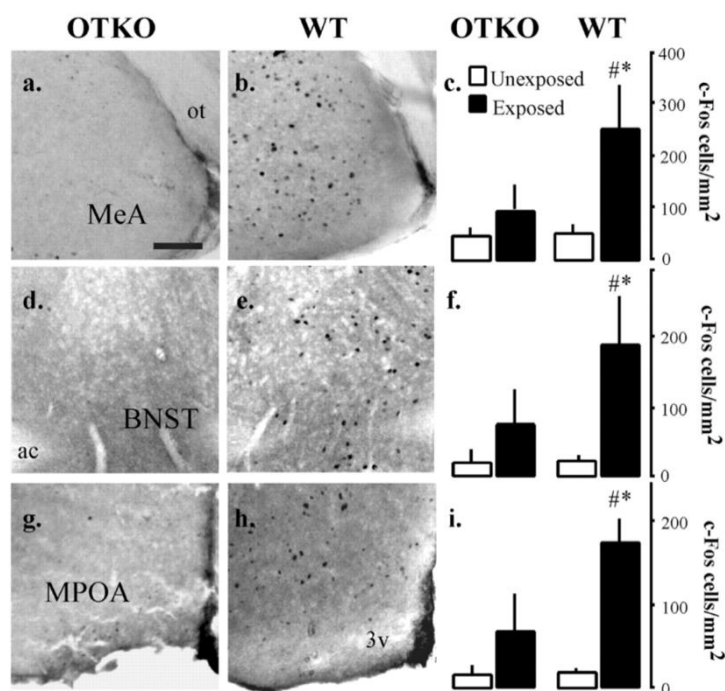 OTKO WT OTKO WT
a. ot MeA
b.
c. Unexposed Exposed #* 400 300 200 100 0 c-Fos cells/mm2
d. BNST ac
e.
f. #* 200 100 0 c-Fos cells/mm2
g. MPOA
h. 3v
i. #* 200 100 0 c-Fos cells/mm2